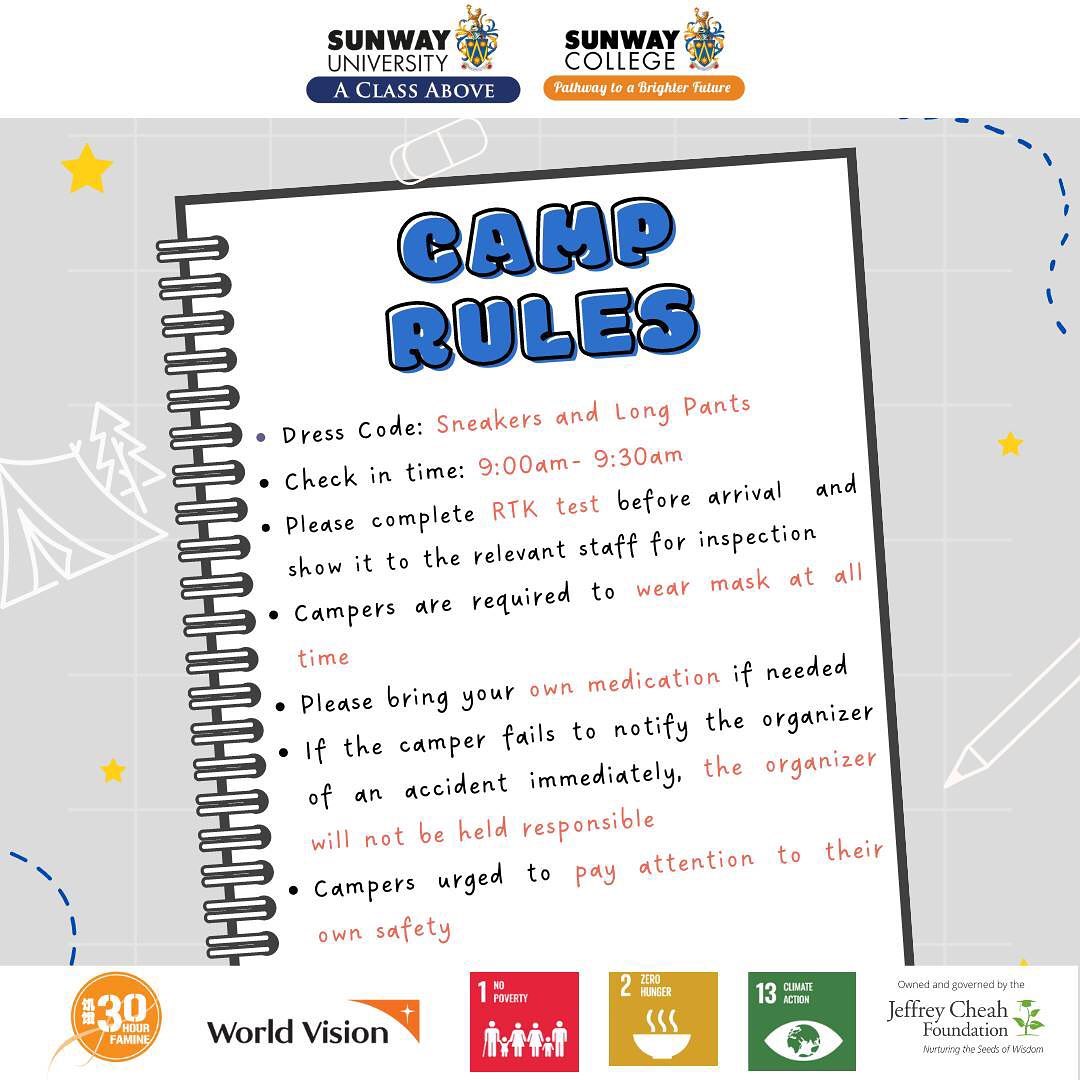 SUNWAY
UNIVERSITY
A CLASS ABOVE
SUNWAY
COLLEGE
Pathway to a Brighter Future
CAMP
RULES
Dress Code: Sneakers and Long Pants
Check in time: 9:00am- 9:30am
Please complete RTK test before arrival and
show it to the relevant staff for inspection
Campers are required to wear mask at all
time
Please bring your own medication if needed
If the camper fails to notify the organizer
of an accident immediately, the organizer
will not be held responsible
Campers urged to pay attention to their
own safety
30
HOUR
FAMINE
World Vision
1 NO
POVERTY
2 ZERO
HUNGER
13 CLIMATE
ACTION
Owned and governed by the
Jeffrey Cheah
Foundation
Nurturing the Seeds of Wisdom